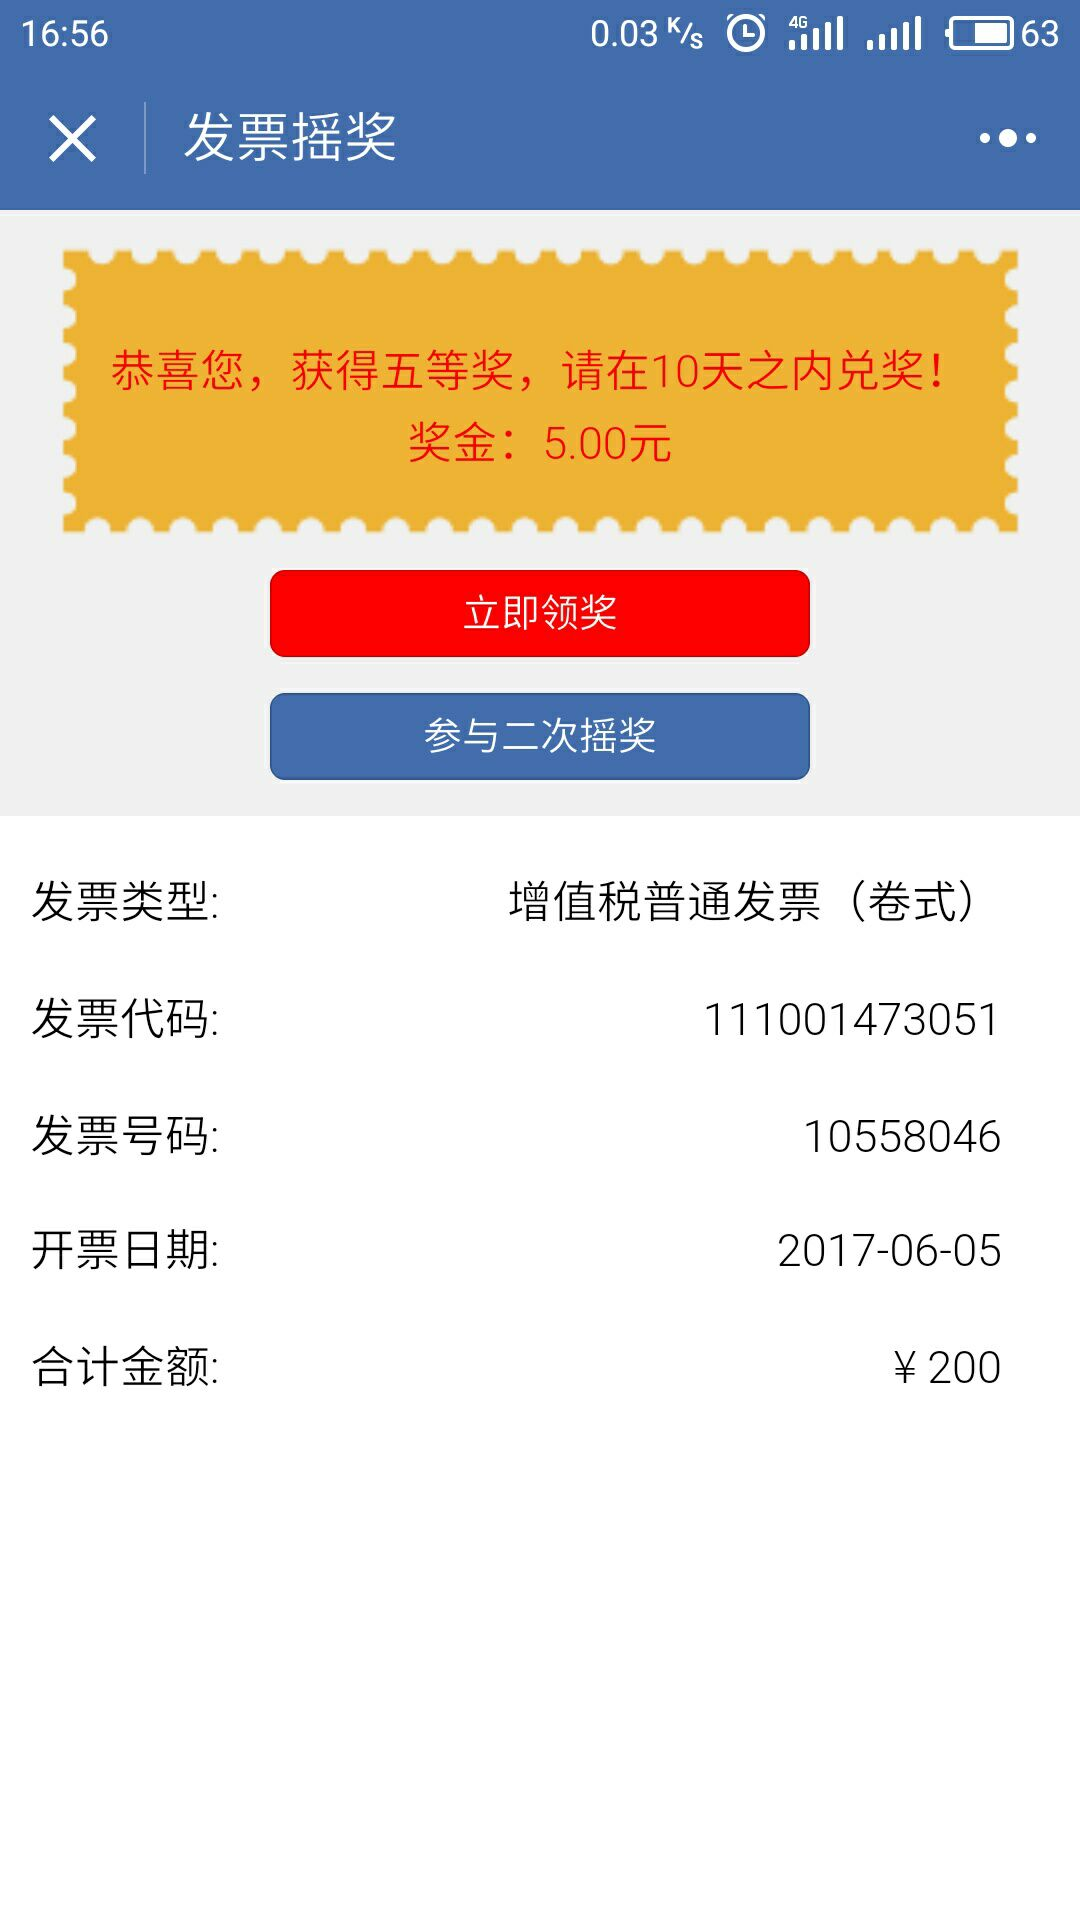 16:56 0.03 K/s 4G 63
发票摇奖
恭喜您，获得五等奖，请在10天之内兑奖！
奖金：5.00元
立即领奖
参与二次摇奖
发票类型: 增值税普通发票（卷式）
发票代码: 111001473051
发票号码: 10558046
开票日期: 2017-06-05
合计金额: ¥ 200